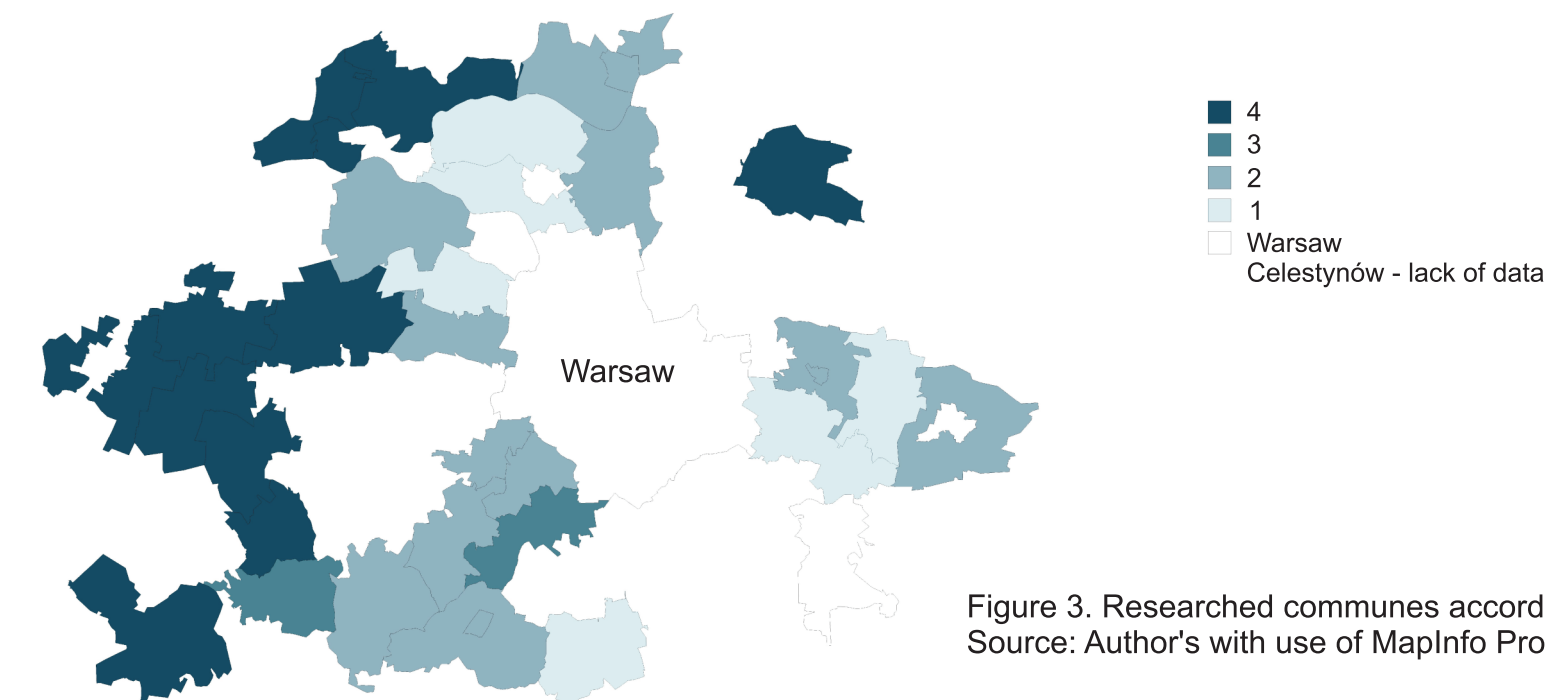 4
3
2
1
Warsaw
Celestynów - lack of data
Warsaw
Figure 3. Researched communes accord
Source: Author's with use of MapInfo Pro